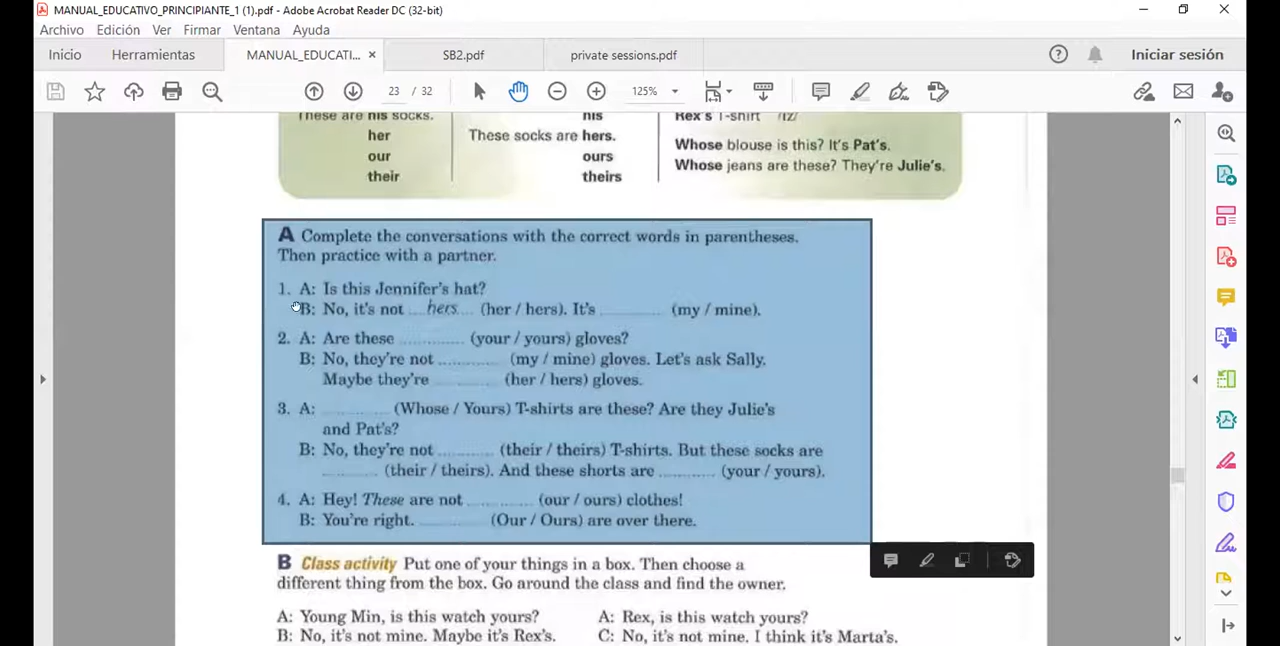 MANUAL_EDUCATIVO_PRINCIPIANTE_1 (1).pdf - Adobe Acrobat Reader DC (32-bit)
Archivo Edición Ver Firmar Ventana Ayuda
Inicio Herramientas MANUAL_EDUCATI... × SB2.pdf private sessions.pdf Iniciar sesión
23 / 32 125%
These are his socks. his Rex's T-shirt /ɪz/
her These socks are hers.
our ours Whose blouse is this? It's Pat's.
their theirs Whose jeans are these? They're Julie's.
A Complete the conversations with the correct words in parentheses.
Then practice with a partner.
1. A: Is this Jennifer's hat?
B: No, it's not hers (her / hers). It's .......... (my / mine).
2. A: Are these .......... (your / yours) gloves?
B: No, they're not .......... (my / mine) gloves. Let's ask Sally.
Maybe they're .......... (her / hers) gloves.
3. A: .......... (Whose / Yours) T-shirts are these? Are they Julie's
and Pat's?
B: No, they're not .......... (their / theirs) T-shirts. But these socks are
.......... (their / theirs). And these shorts are .......... (your / yours).
4. A: Hey! These are not .......... (our / ours) clothes!
B: You're right. .......... (Our / Ours) are over there.
B Class activity Put one of your things in a box. Then choose a
different thing from the box. Go around the class and find the owner.
A: Young Min, is this watch yours? A: Rex, is this watch yours?
B: No, it's not mine. Maybe it's Rex's. C: No, it's not mine. I think it's Marta's.